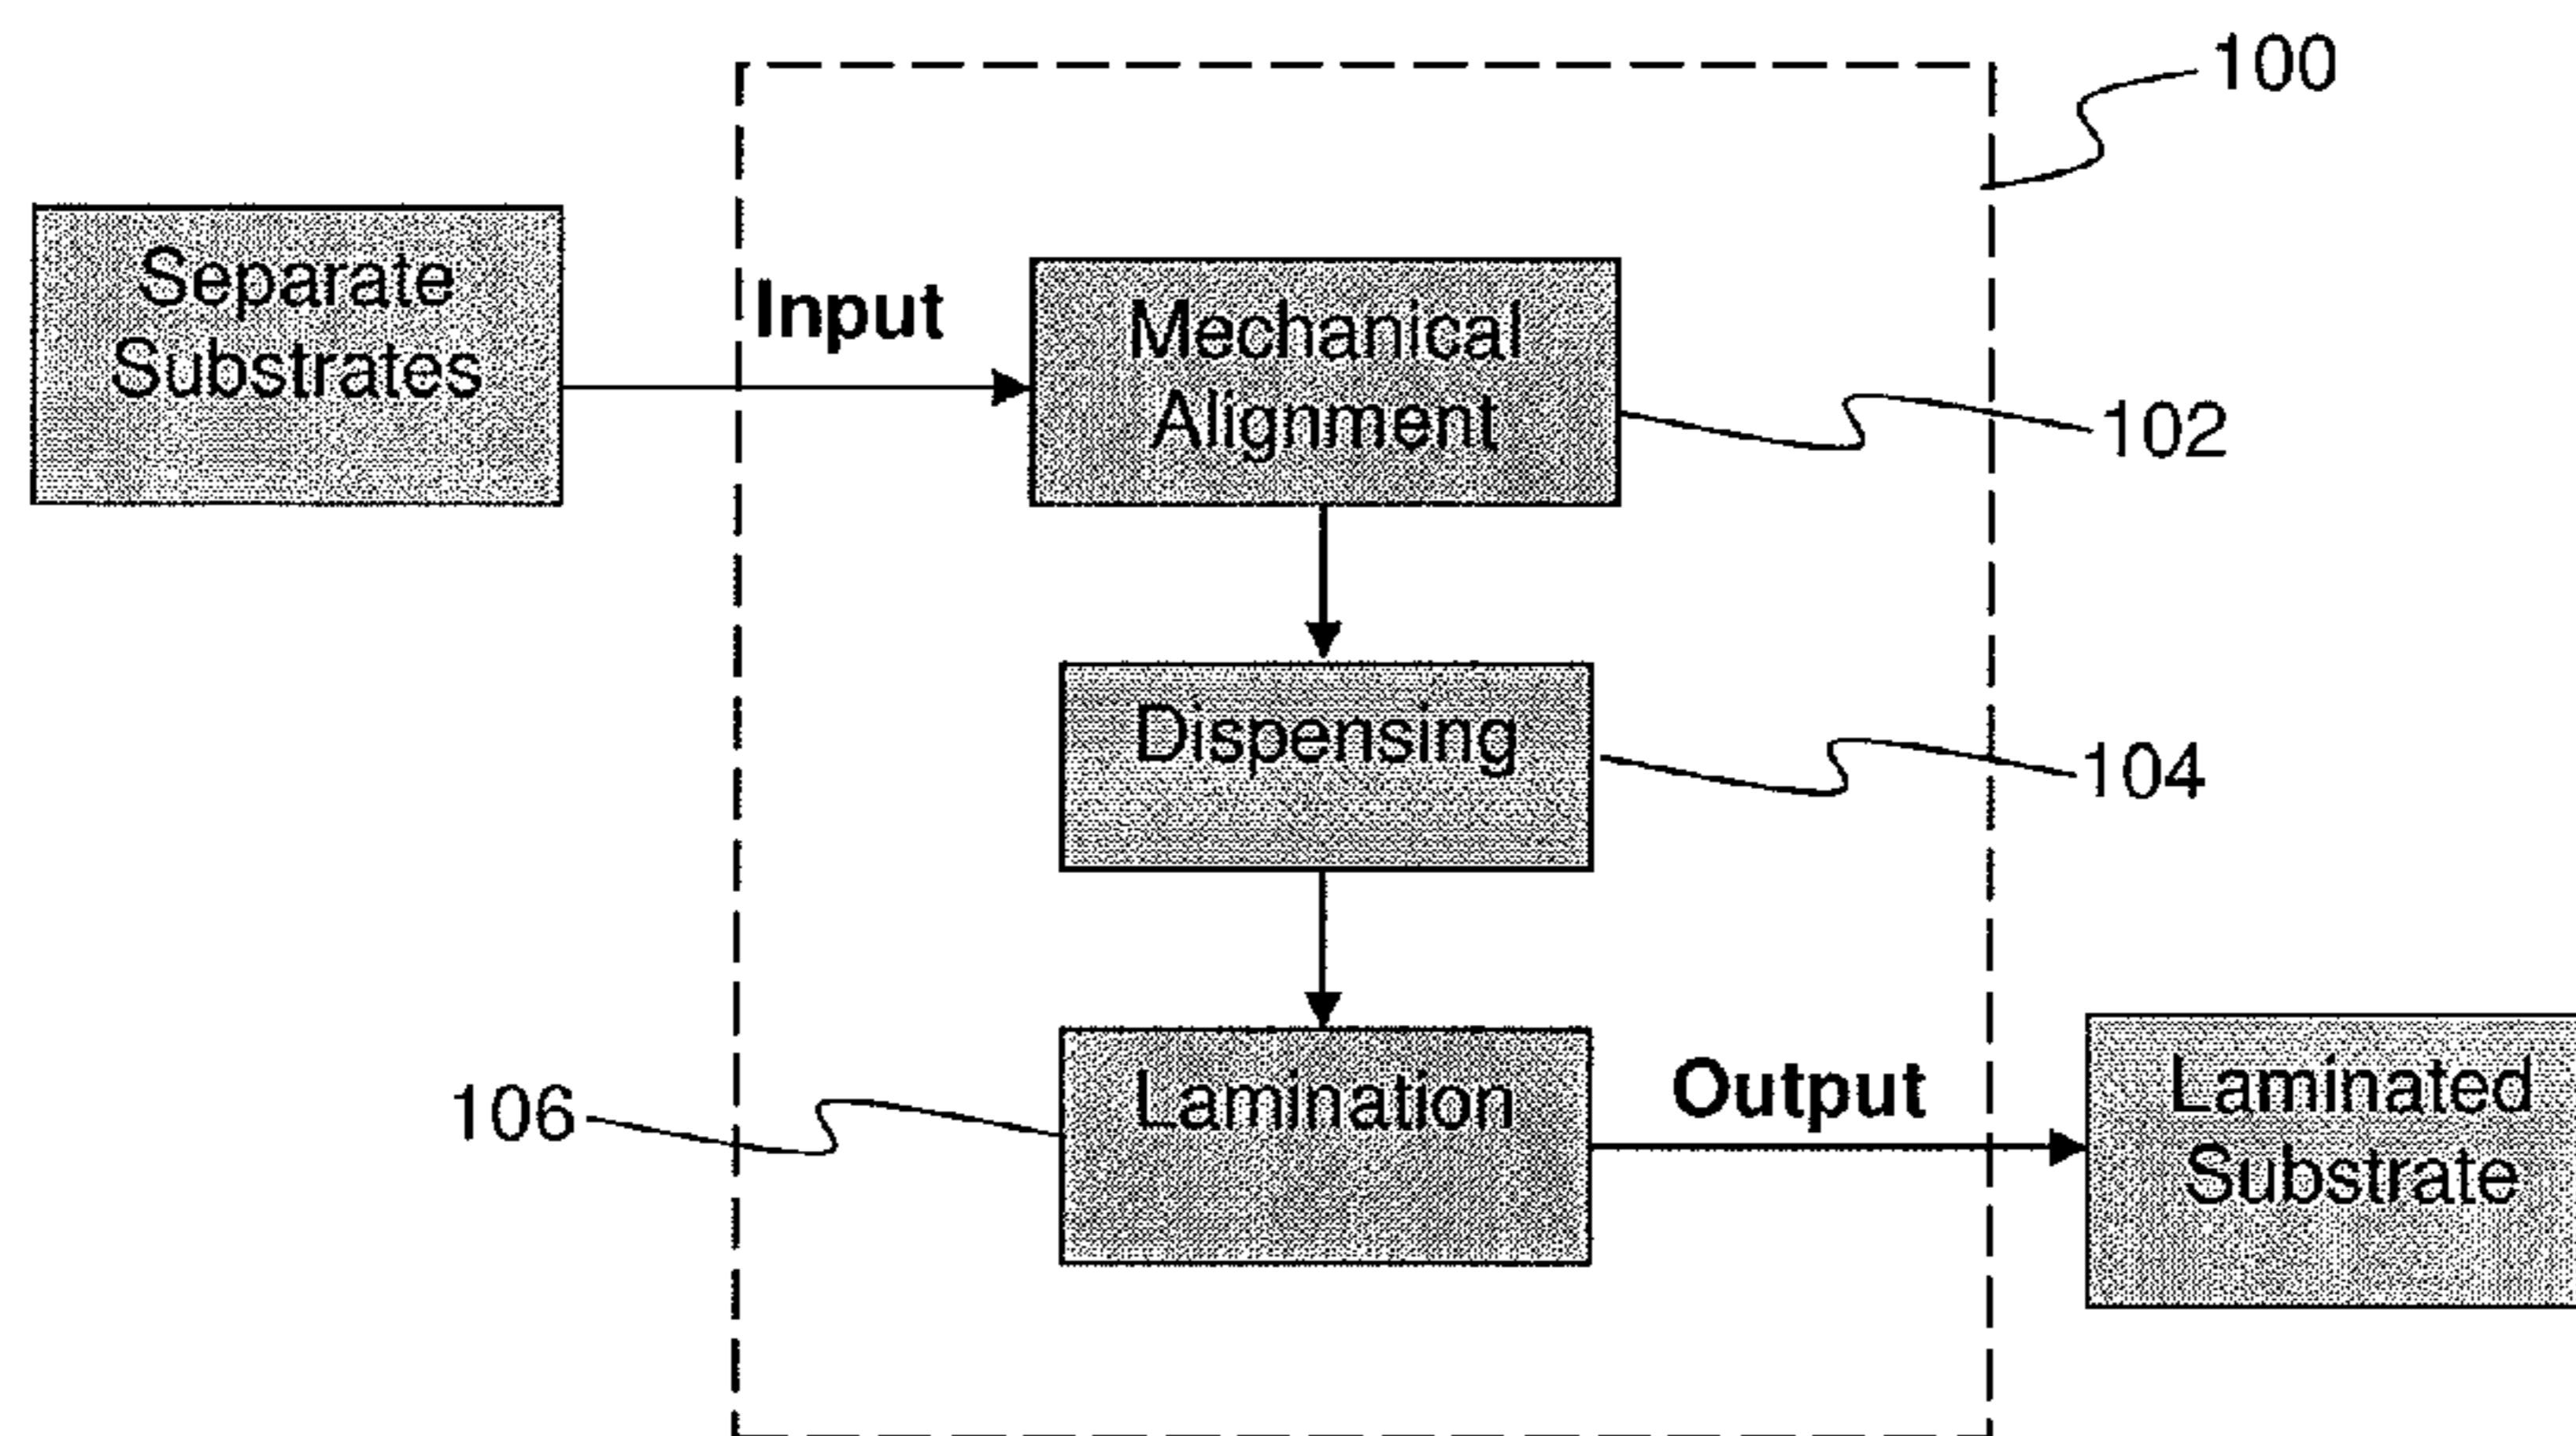 100
Separate
Substrates
Input
Mechanical
Alignment
102
Dispensing
104
106
Lamination
Output
Laminated
Substrate